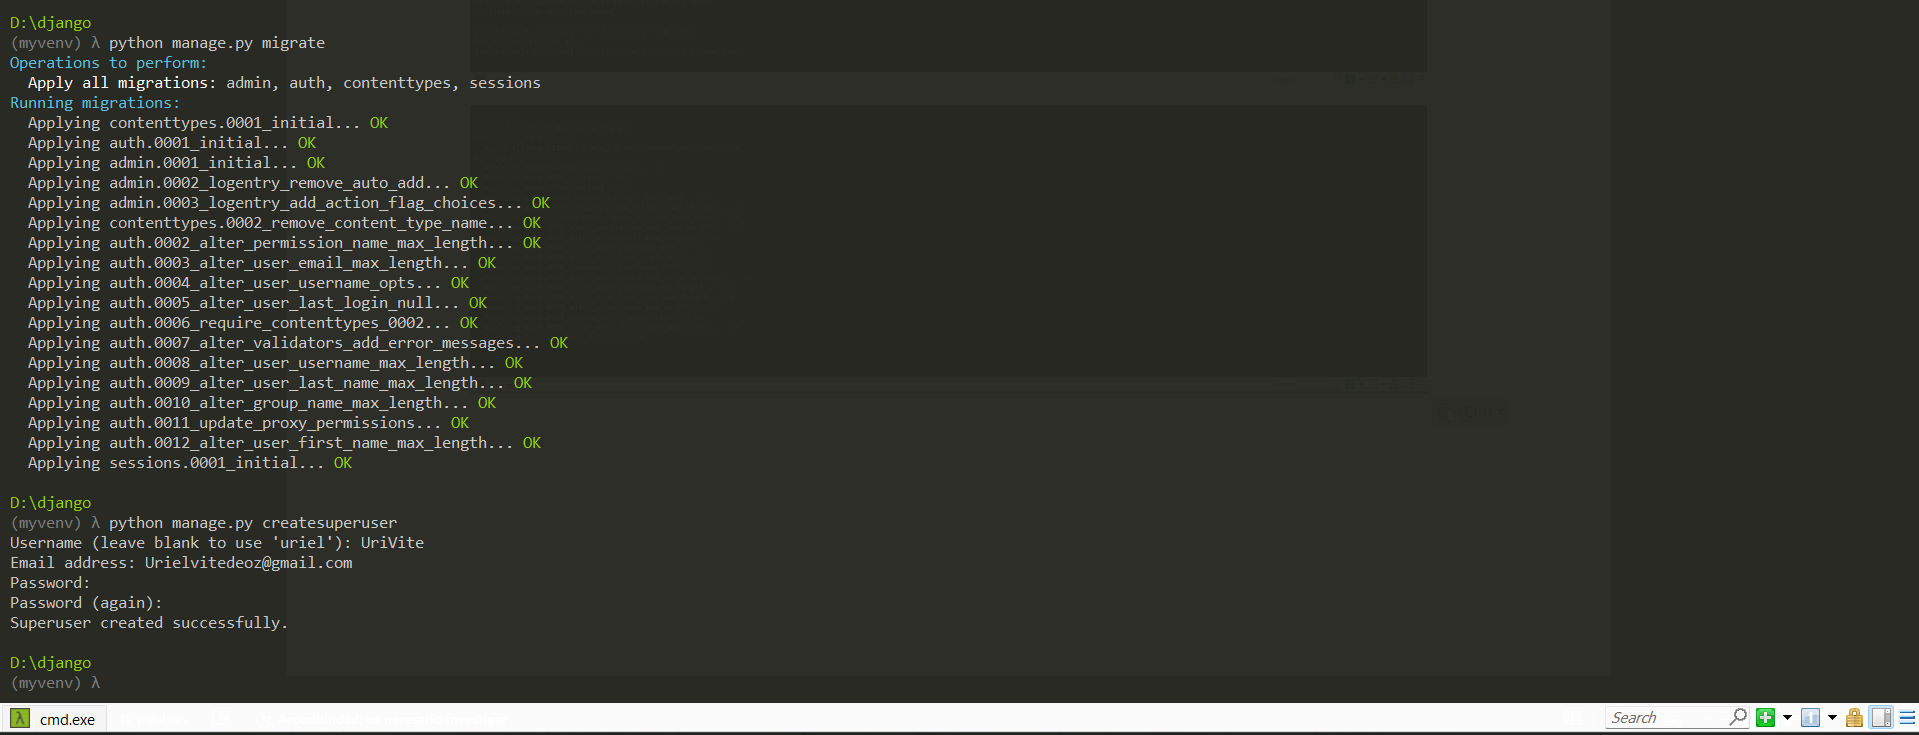 D:\django
(myvenv) λ python manage.py migrate
Operations to perform:
  Apply all migrations: admin, auth, contenttypes, sessions
Running migrations:
  Applying contenttypes.0001_initial... OK
  Applying auth.0001_initial... OK
  Applying admin.0001_initial... OK
  Applying admin.0002_logentry_remove_auto_add... OK
  Applying admin.0003_logentry_add_action_flag_choices... OK
  Applying contenttypes.0002_remove_content_type_name... OK
  Applying auth.0002_alter_permission_name_max_length... OK
  Applying auth.0003_alter_user_email_max_length... OK
  Applying auth.0004_alter_user_username_opts... OK
  Applying auth.0005_alter_user_last_login_null... OK
  Applying auth.0006_require_contenttypes_0002... OK
  Applying auth.0007_alter_validators_add_error_messages... OK
  Applying auth.0008_alter_user_username_max_length... OK
  Applying auth.0009_alter_user_last_name_max_length... OK
  Applying auth.0010_alter_group_name_max_length... OK
  Applying auth.0011_update_proxy_permissions... OK
  Applying auth.0012_alter_user_first_name_max_length... OK
  Applying sessions.0001_initial... OK
D:\django
(myvenv) λ python manage.py createsuperuser
Username (leave blank to use 'uriel'): UriVite
Email address: Urielvitedeoz@gmail.com
Password:
Password (again):
Superuser created successfully.
D:\django
(myvenv) λ
λ cmd.exe
Search